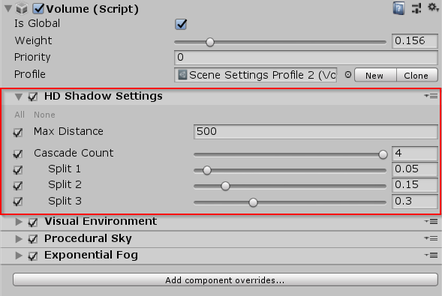 Volume (Script)
Is Global
Weight 0.156
Priority 0
Profile Scene Settings Profile 2 (Vc New Clone
HD Shadow Settings
All None
Max Distance 500
Cascade Count 4
Split 1 0.05
Split 2 0.15
Split 3 0.3
Visual Environment
Procedural Sky
Exponential Fog
Add component overrides...